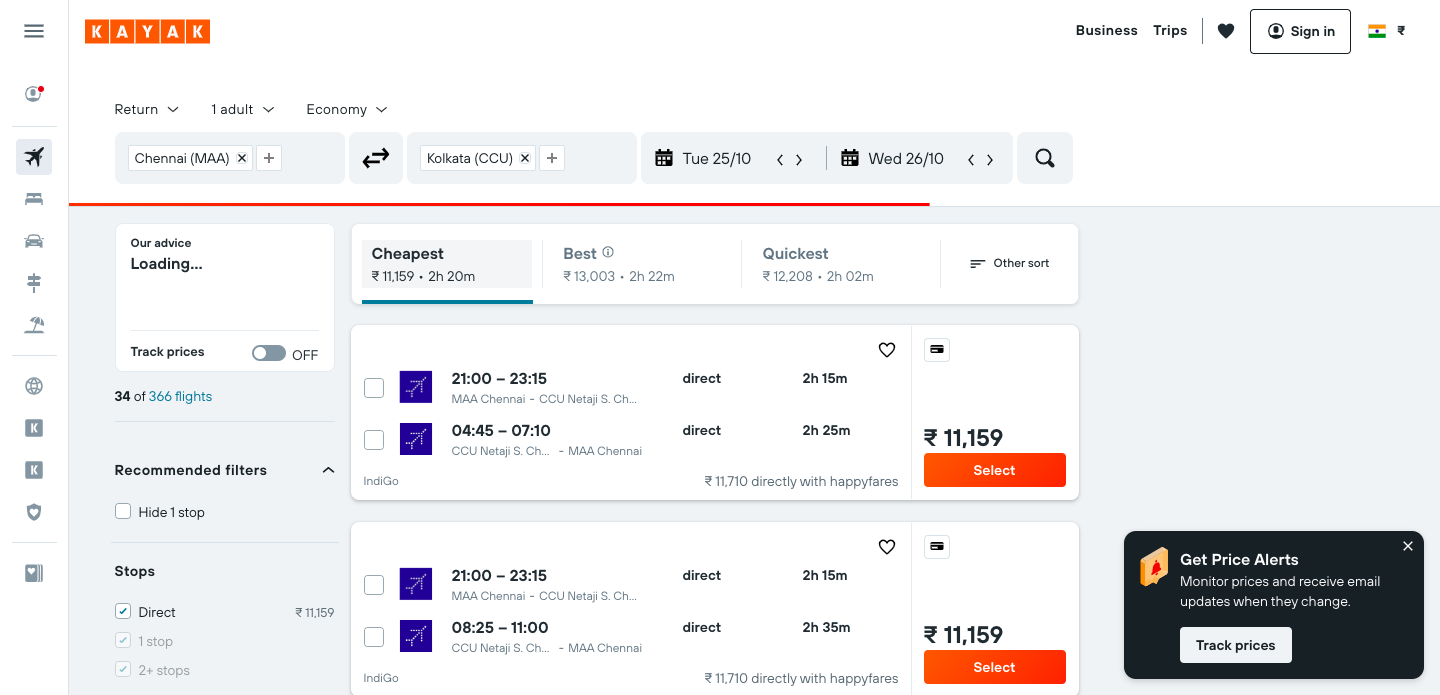 KAYAK
Business
Trips
Sign in
₹
Return
1 adult
Economy
Chennai (MAA)
Kolkata (CCU)
Tue 25/10
Wed 26/10
Our advice
Loading...
Track prices
OFF
34 of 366 flights
Recommended filters
Hide 1 stop
Stops
Direct
₹ 11,159
1 stop
2+ stops
Cheapest
₹ 11,159 • 2h 20m
Best
₹ 13,003 • 2h 22m
Quickest
₹ 12,208 • 2h 02m
Other sort
21:00 – 23:15
direct
2h 15m
MAA Chennai - CCU Netaji S. Ch...
04:45 – 07:10
direct
2h 25m
CCU Netaji S. Ch... - MAA Chennai
IndiGo
₹ 11,710 directly with happyfares
₹ 11,159
Select
21:00 – 23:15
direct
2h 15m
MAA Chennai - CCU Netaji S. Ch...
08:25 – 11:00
direct
2h 35m
CCU Netaji S. Ch... - MAA Chennai
IndiGo
₹ 11,710 directly with happyfares
₹ 11,159
Select
Get Price Alerts
Monitor prices and receive email
updates when they change.
Track prices
K
K